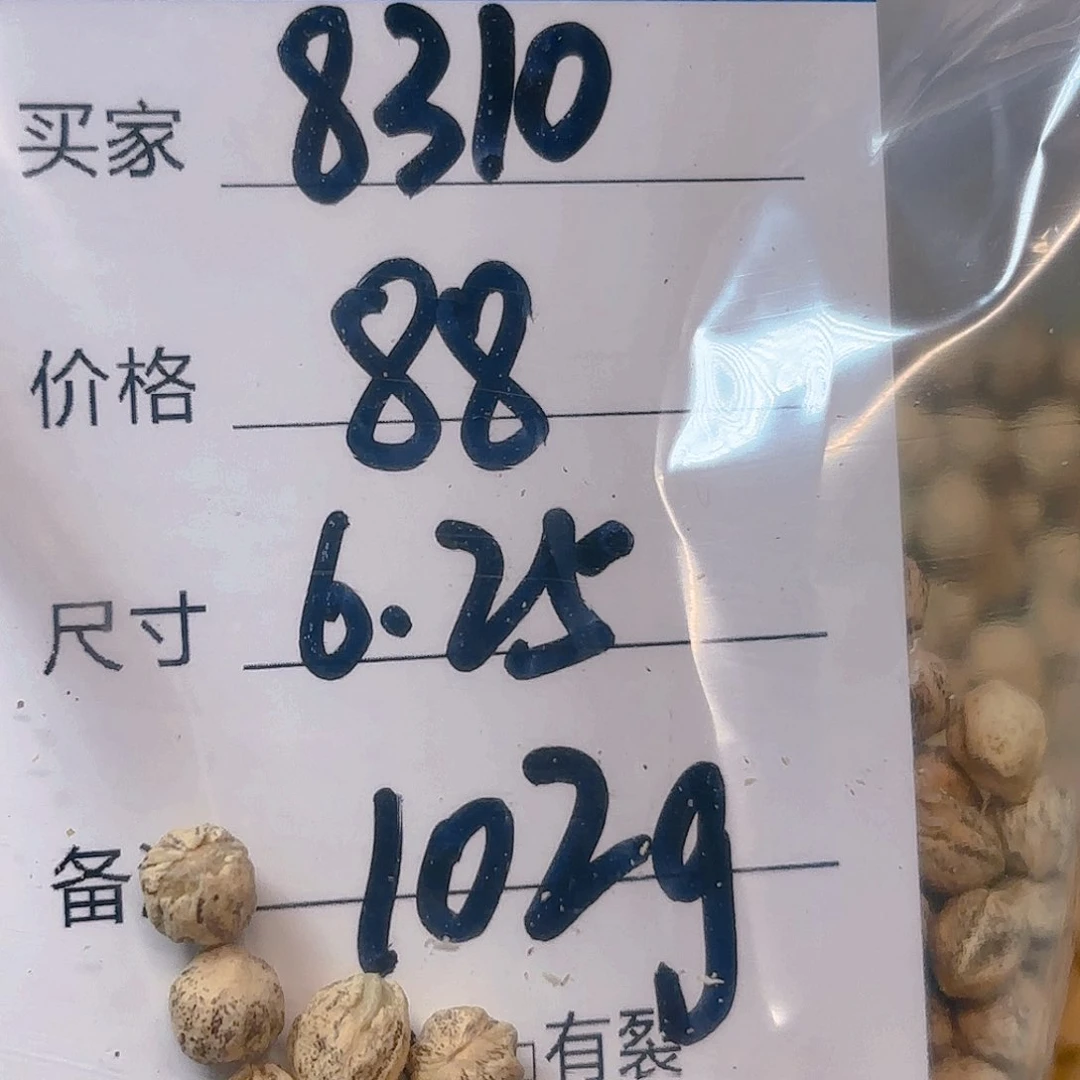 买家 8310
价格 88
尺寸 6.25
备 102g
有裂